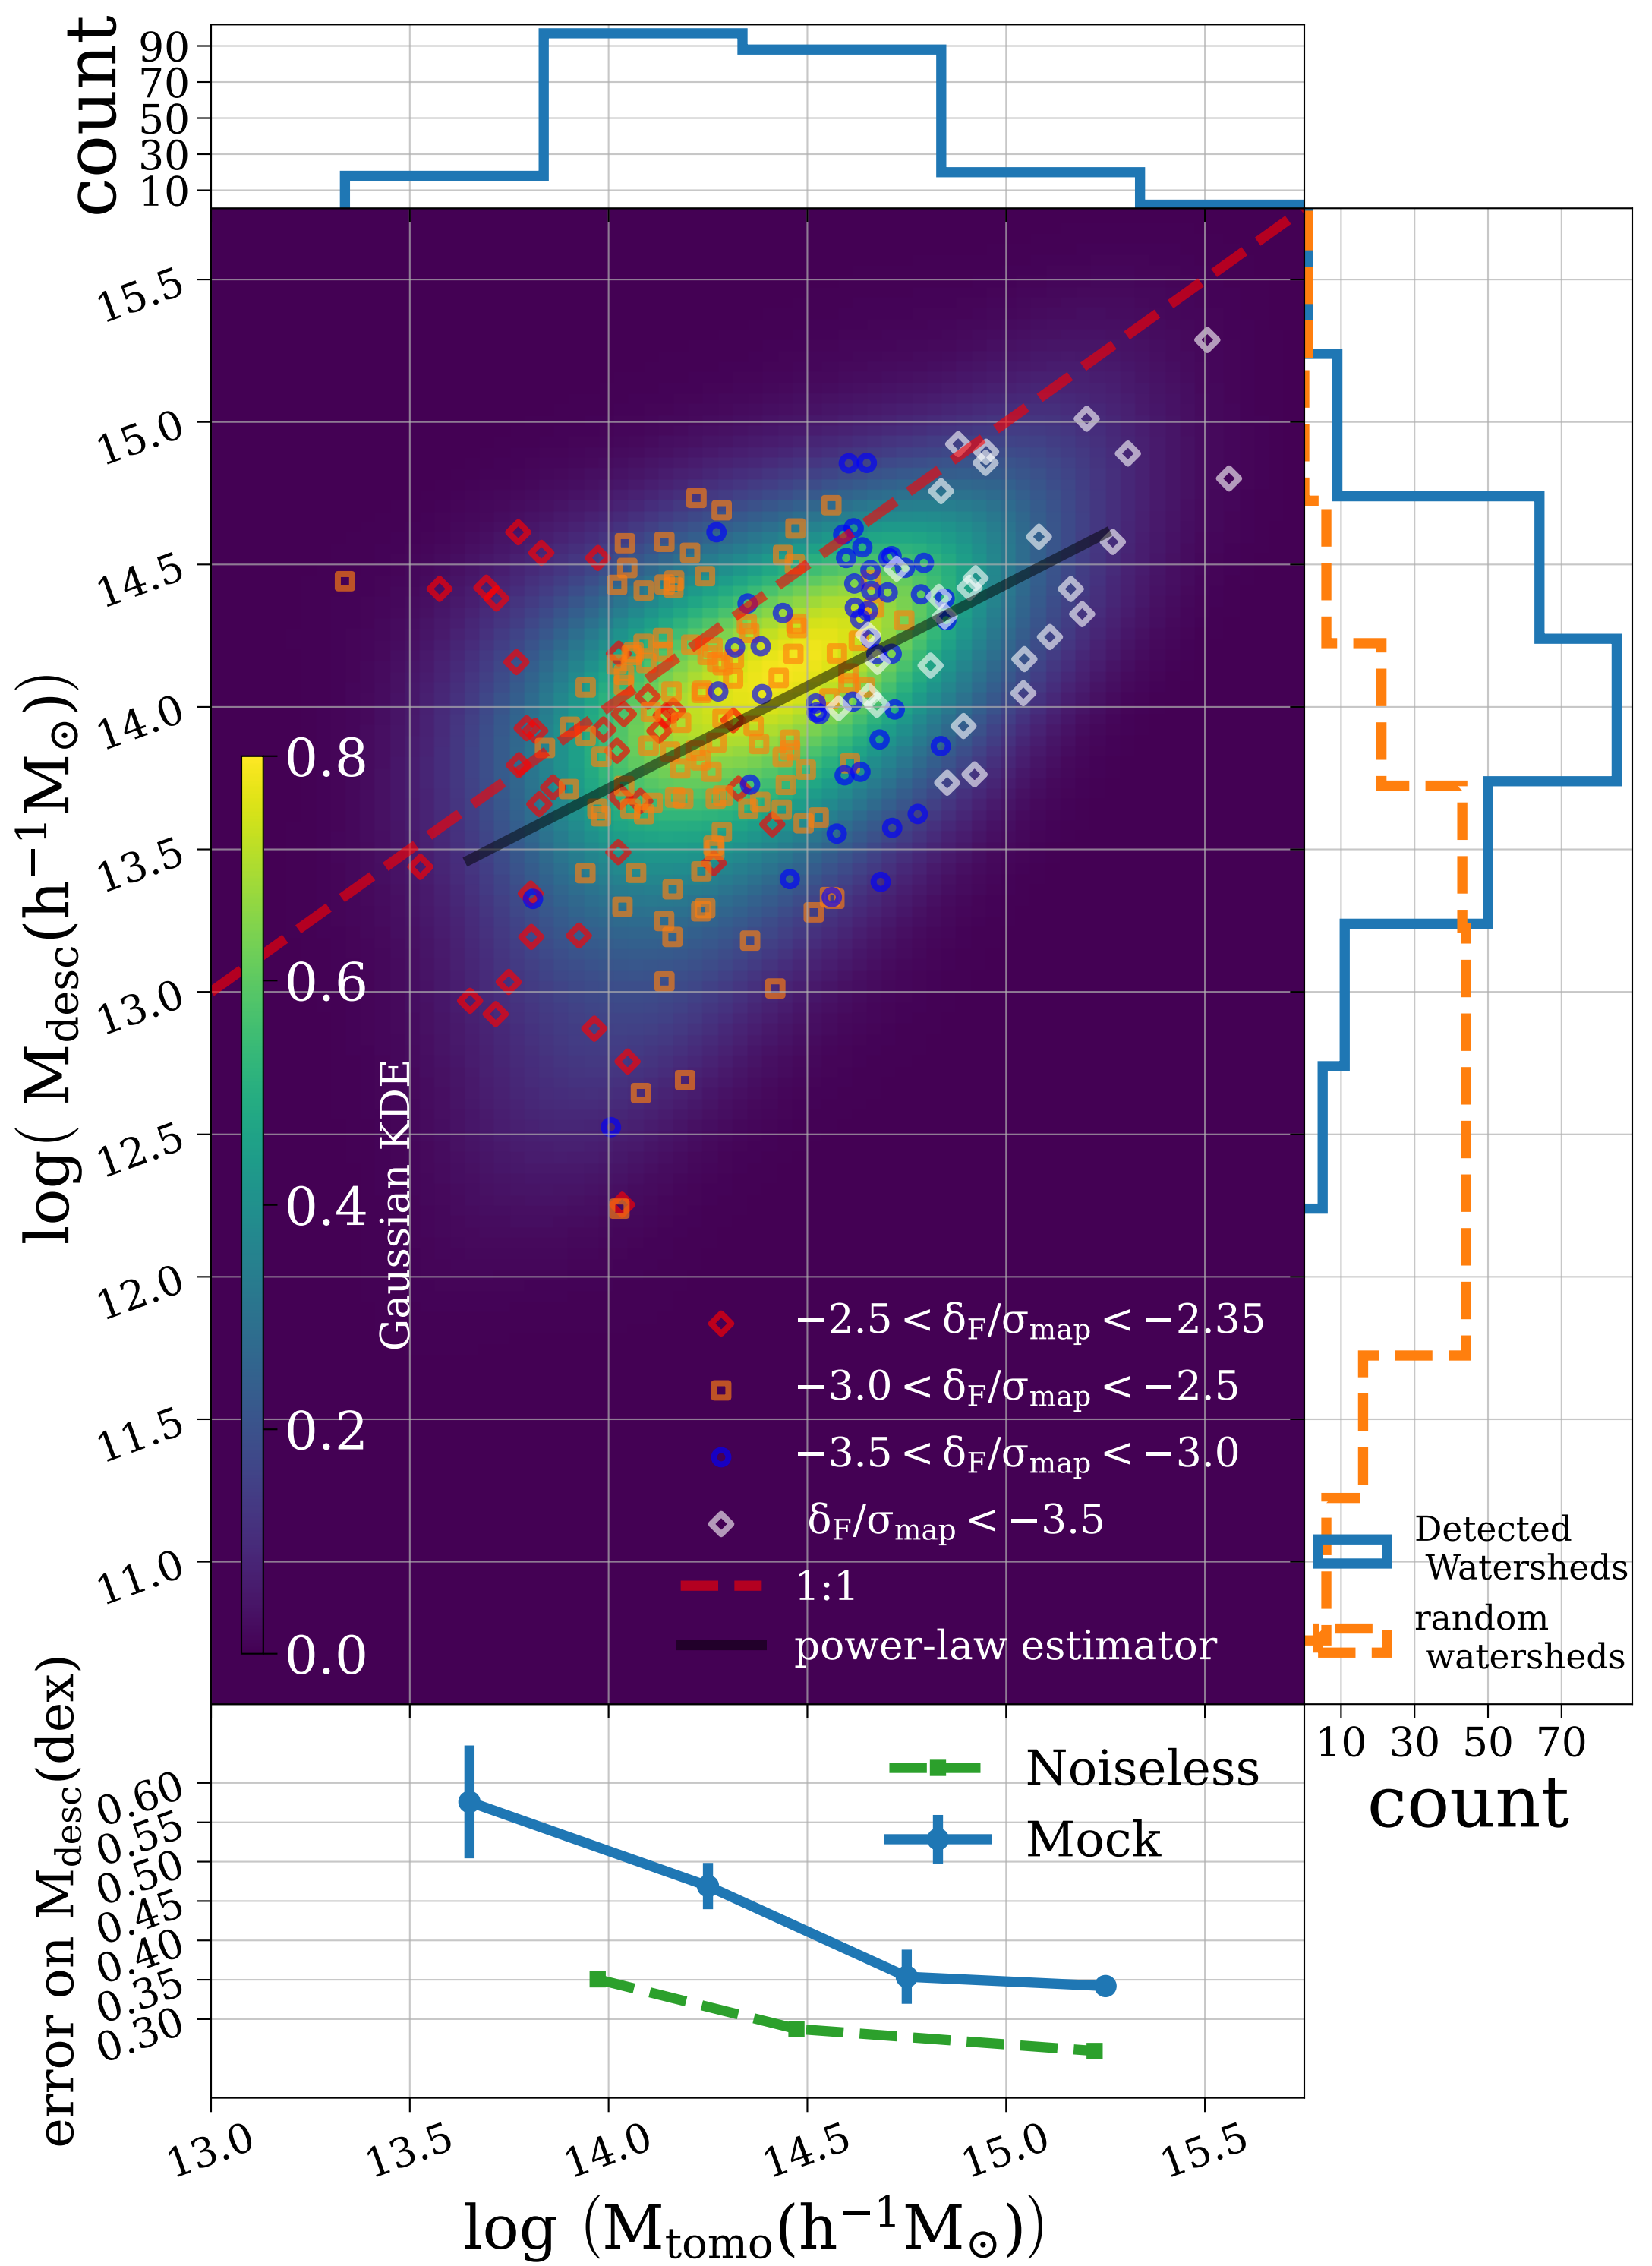 count
90
70
50
30
10
log( M_desc(h⁻¹M⊙))
15.5
15.0
14.5
14.0
13.5
13.0
12.5
12.0
11.5
11.0
0.8
0.6
0.4
0.2
0.0
Gaussian KDE
−2.5 < δ_F/σ_map < −2.35
−3.0 < δ_F/σ_map < −2.5
−3.5 < δ_F/σ_map < −3.0
δ_F/σ_map < −3.5
1:1
power-law estimator
Detected
Watersheds
random
watersheds
10 30 50 70
count
error on M_desc(dex)
0.60
0.55
0.50
0.45
0.40
0.35
0.30
Noiseless
Mock
13.0 13.5 14.0 14.5 15.0 15.5
log (M_tomo(h⁻¹M⊙))